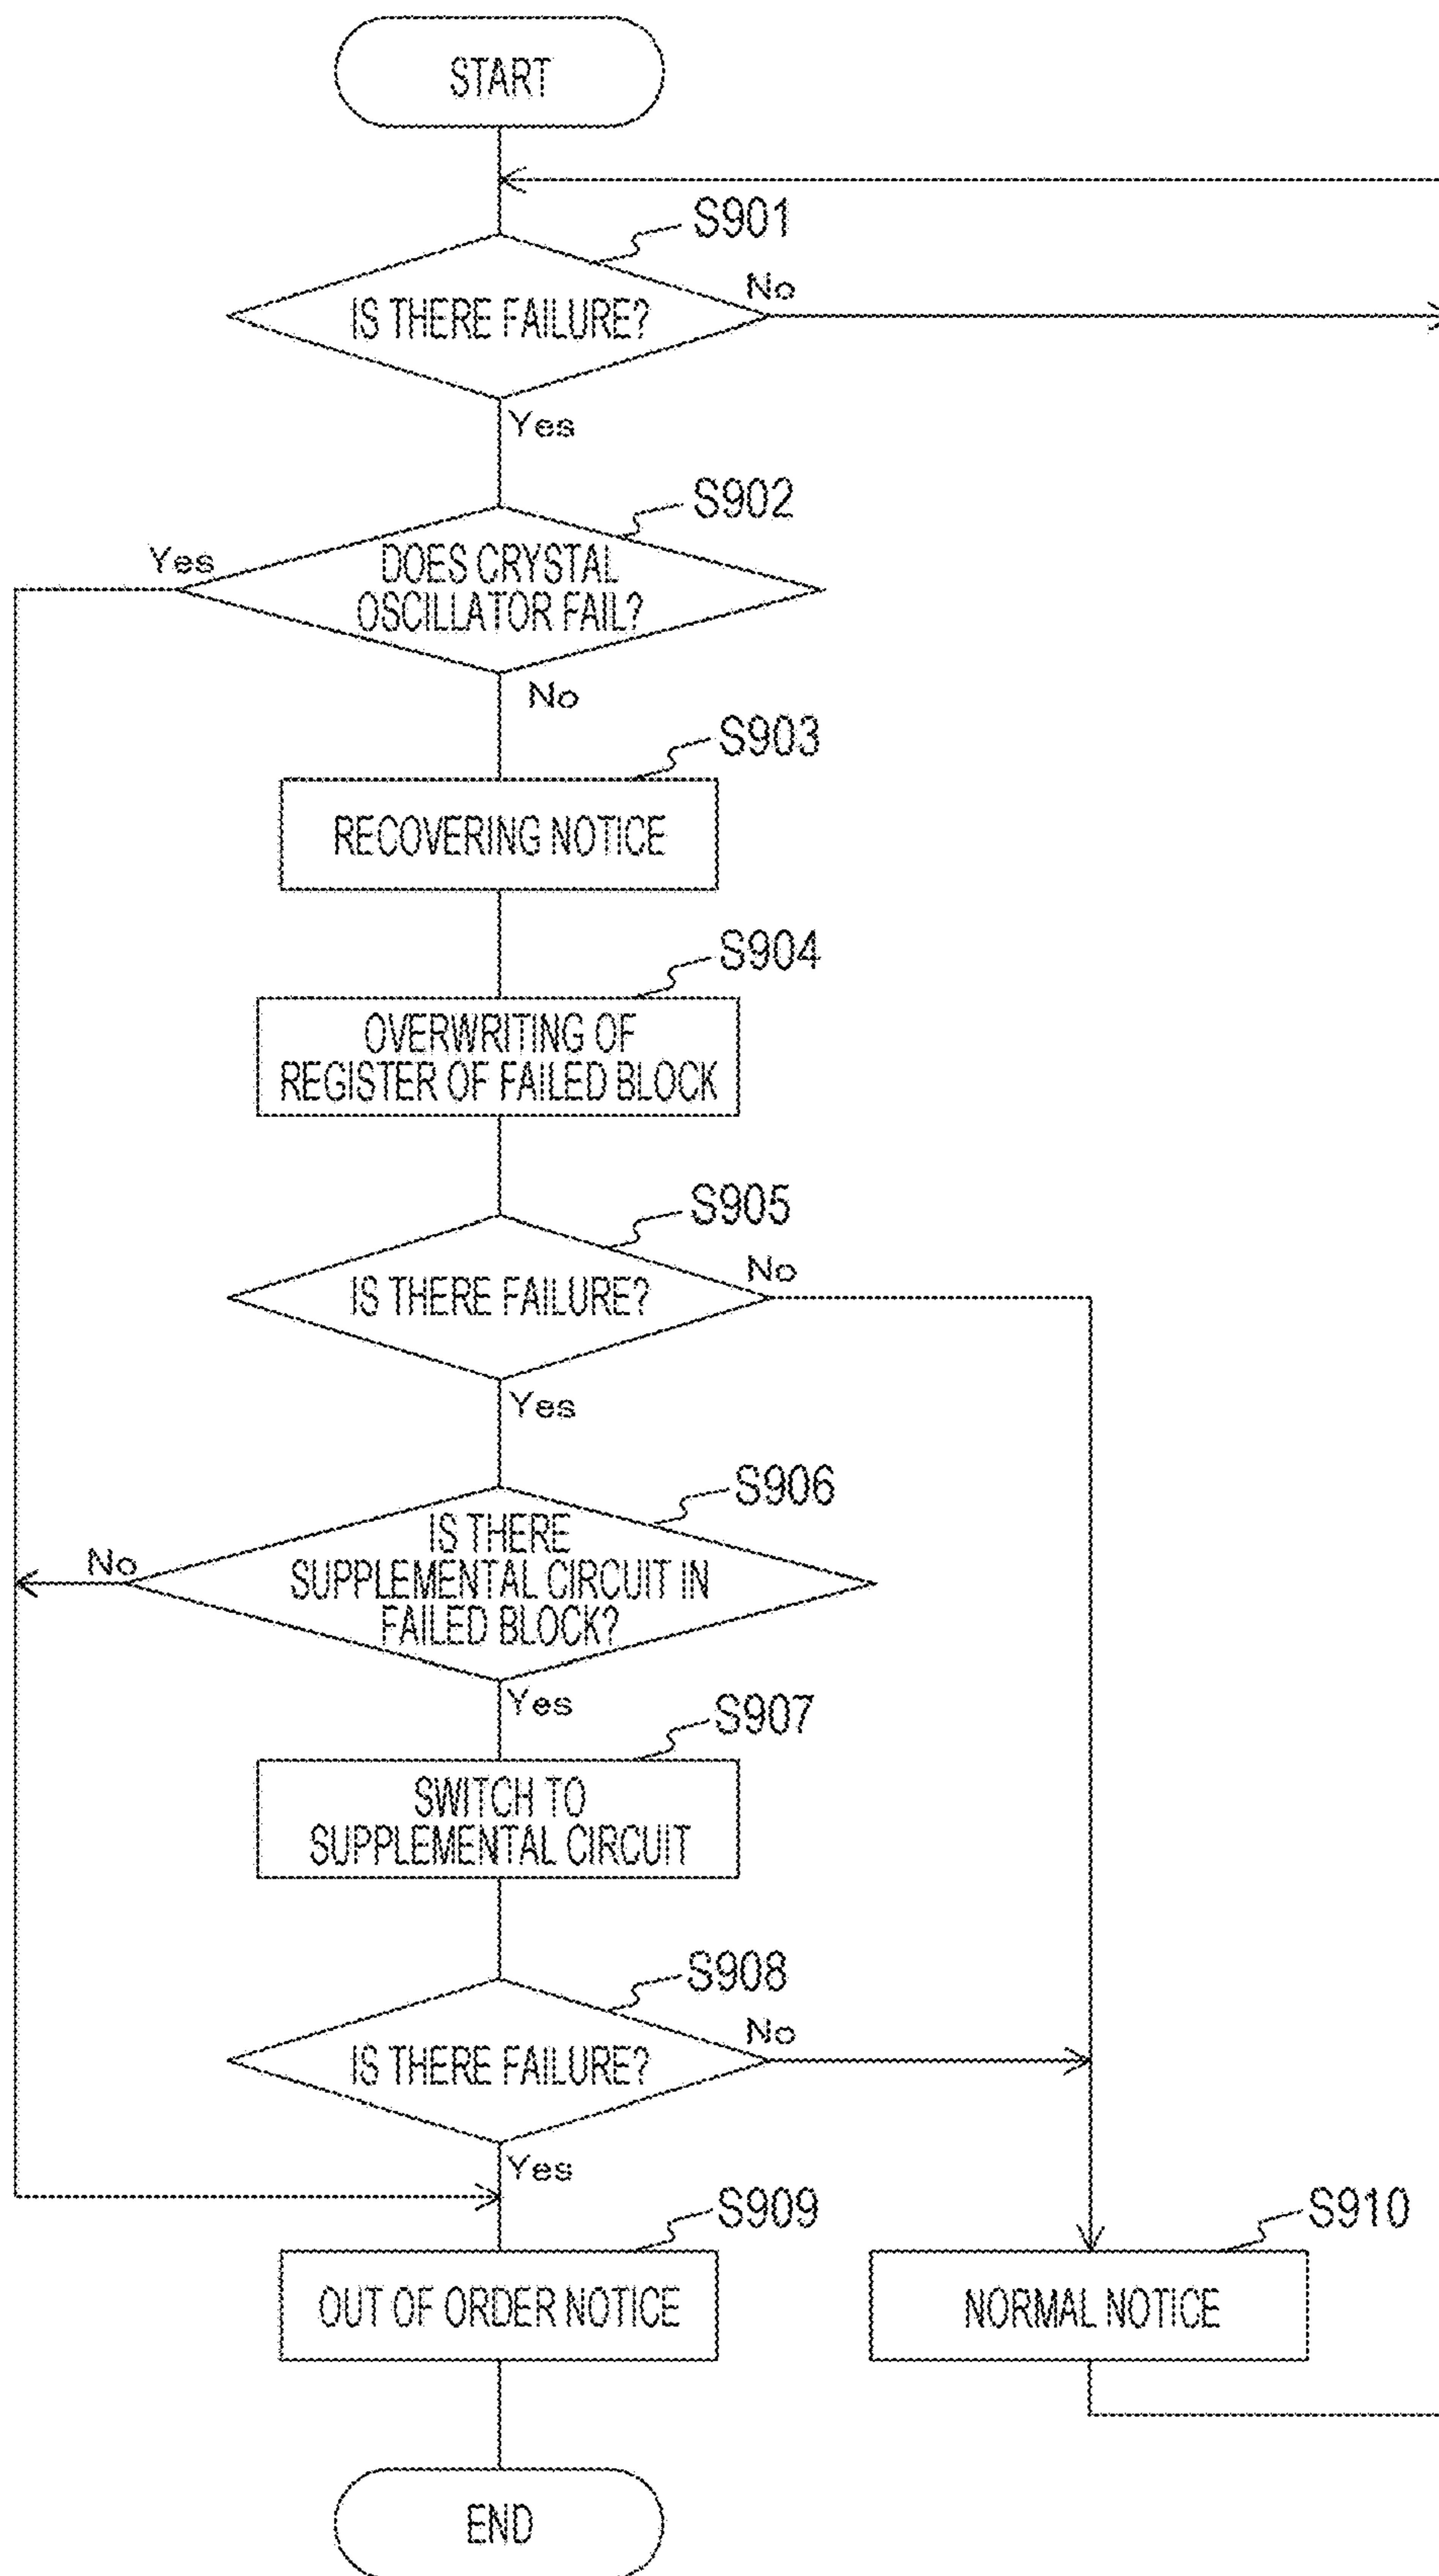 START
S901
IS THERE FAILURE?
No
Yes
S902
Yes
DOES CRYSTAL
OSCILLATOR FAIL?
No
S903
RECOVERING NOTICE
S904
OVERWRITING OF
REGISTER OF FAILED BLOCK
S905
IS THERE FAILURE?
No
Yes
S906
No
IS THERE
SUPPLEMENTAL CIRCUIT IN
FAILED BLOCK?
Yes
S907
SWITCH TO
SUPPLEMENTAL CIRCUIT
S908
IS THERE FAILURE?
No
Yes
S909
OUT OF ORDER NOTICE
S910
NORMAL NOTICE
END